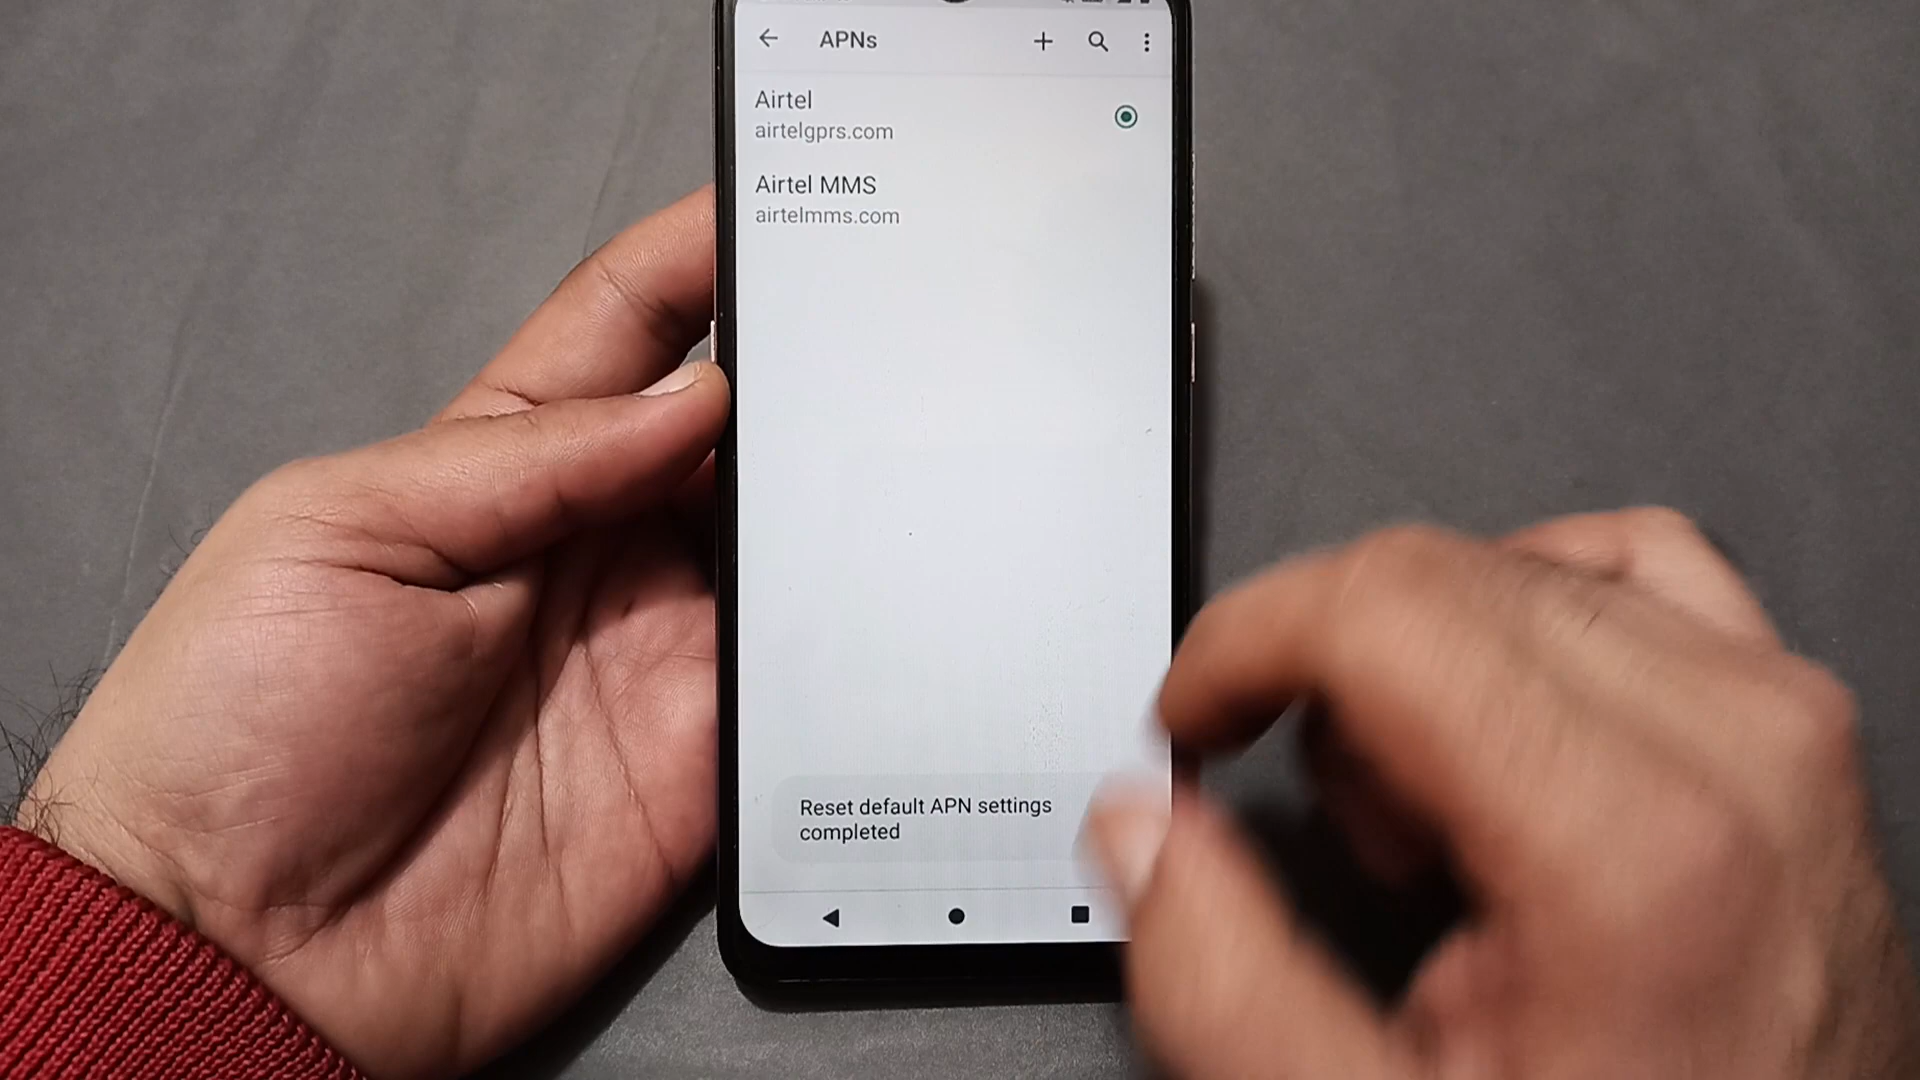 APNs
Airtel
airtelgprs.com
Airtel MMS
airtelmms.com
Reset default APN settings
completed